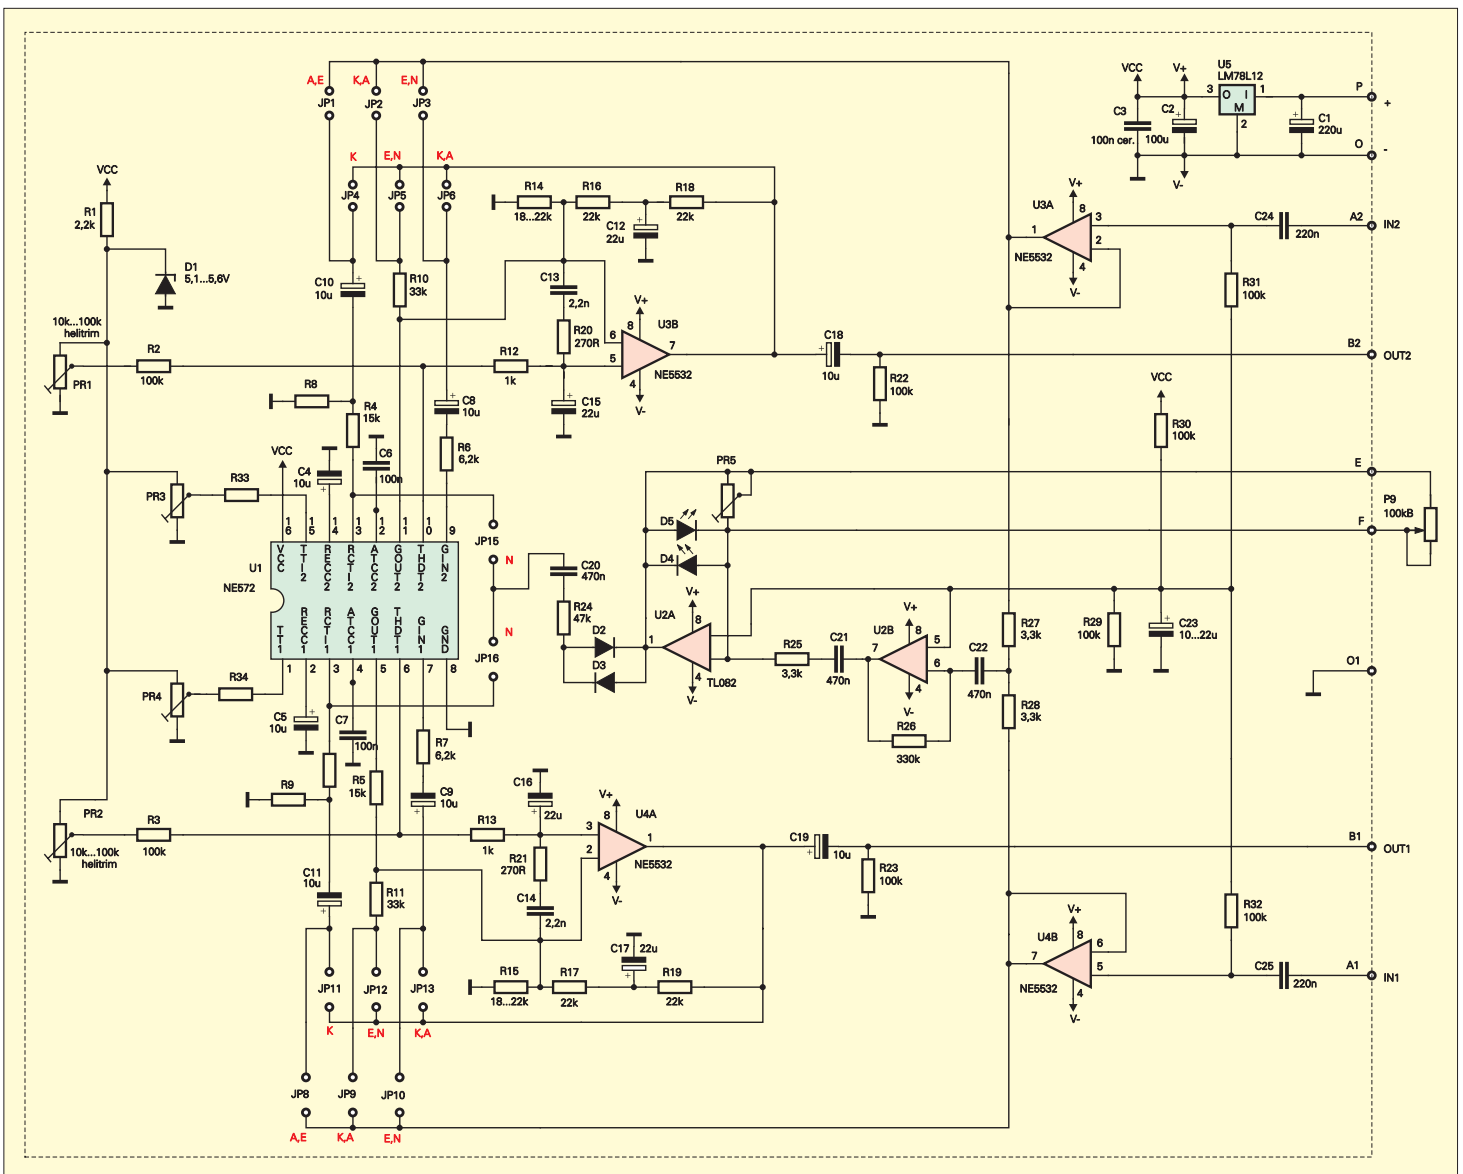 A,E
K,A
E,N
JP1
JP2
JP3
VCC
V+
U5
LM78L12
3
O
I
M
1
2
P
+
C3
100n cer.
C2
100u
C1
220u
O
-
V-
K
E,N
K,A
JP4
JP5
JP6
VCC
R1
2,2k
D1
5,1...5,6V
R14
18...22k
R16
22k
R18
22k
C12
22u
V+
U3A
8
1
3
2
4
NE5532
V-
C24
220n
A2
IN2
R31
100k
C10
10u
R10
33k
C13
2,2n
R20
270R
V+
8
U3B
6
5
7
4
NE5532
V-
10k...100k
helitrim
PR1
R2
100k
R12
1k
C15
22u
C18
10u
R22
100k
B2
OUT2
R8
R4
15k
C8
10u
R6
6,2k
VCC
R30
100k
VCC
C4
10u
C6
100n
R33
PR3
PR5
E
P9
100kB
F
D5
D4
16
15
14
13
12
11
10
9
U1
NE572
VCC
TTI2
RECC2
RCTI2
ATCC2
GOUT2
THDT2
GIN2
TT1
RECC1
RCTI1
ATCC1
GOUT1
THDT1
GIN1
GND
1
2
3
4
5
6
7
8
JP15
N
N
JP16
C20
470n
R24
47k
D2
D3
V+
U2A
8
1
4
TL082
V-
R25
3,3k
C21
470n
V+
U2B
8
7
5
6
4
V-
C22
470n
R26
330k
R27
3,3k
R28
3,3k
R29
100k
C23
10...22u
O1
R34
PR4
C5
10u
C7
100n
R7
6,2k
R9
R5
15k
C9
10u
PR2
10k...100k
helitrim
R3
100k
C16
22u
R13
1k
R21
270R
C14
2,2n
V+
8
U4A
3
2
1
4
NE5532
V-
C19
10u
R23
100k
B1
OUT1
C11
10u
R11
33k
R15
18...22k
R17
22k
C17
22u
R19
22k
JP11
JP12
JP13
K
E,N
K,A
V+
U4B
8
7
6
5
4
NE5532
V-
R32
100k
C25
220n
A1
IN1
JP8
JP9
JP10
A,E
K,A
E,N